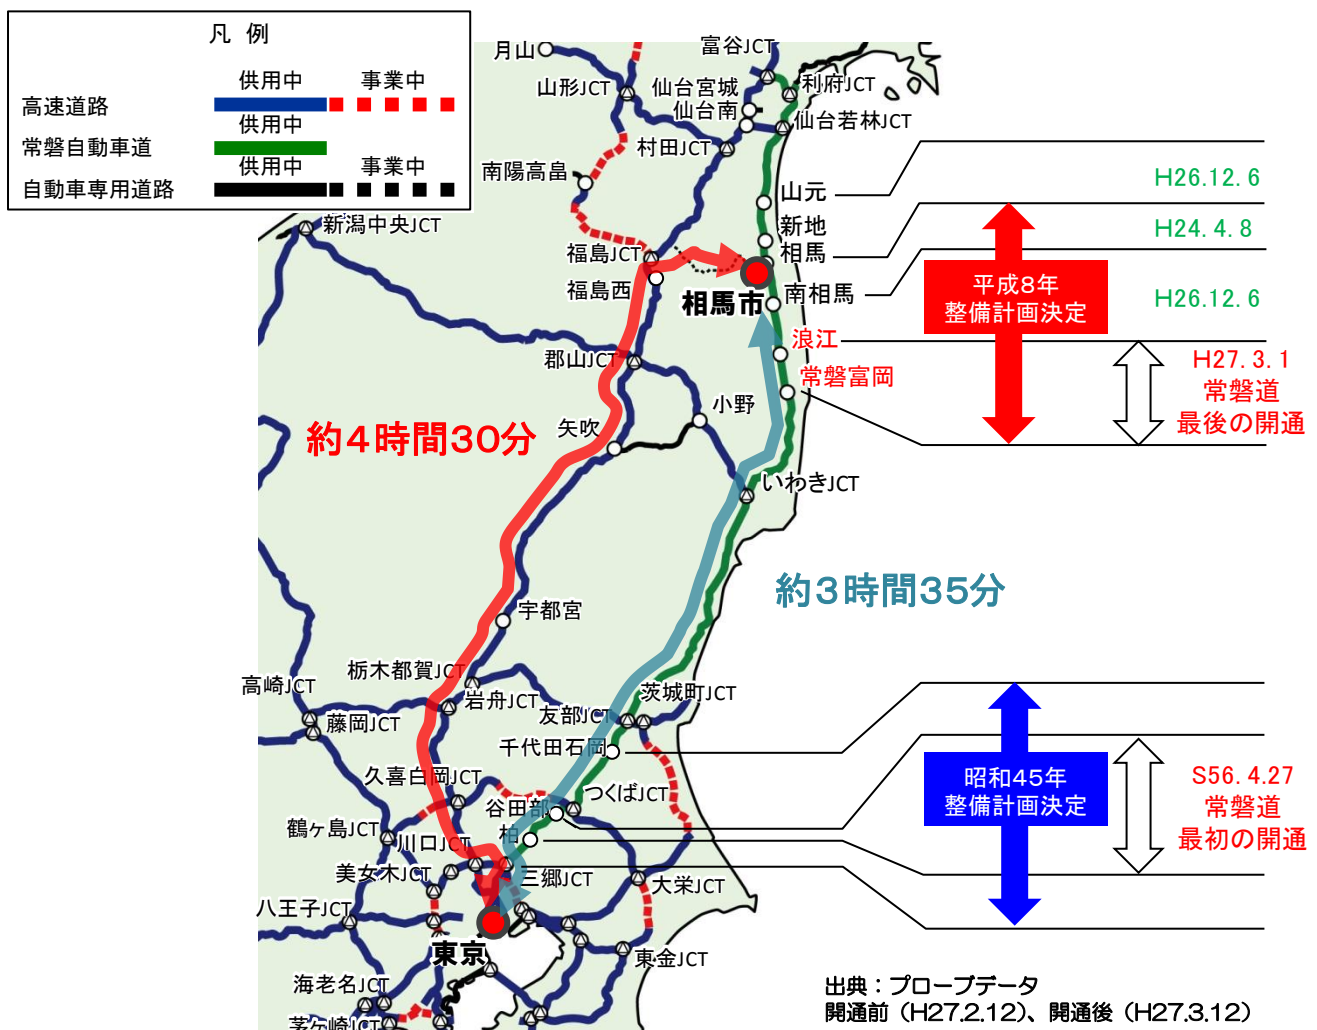 凡 例
供用中
事業中
高速道路
供用中
常磐自動車道
供用中
事業中
自動車専用道路
月山
富谷JCT
山形JCT
仙台宮城
利府JCT
仙台南
仙台若林JCT
村田JCT
南陽高畠
山元
H26.12.6
新潟中央JCT
新地
H24.4.8
福島JCT
相馬
福島西
相馬市
南相馬
平成8年
整備計画決定
H26.12.6
浪江
郡山JCT
常磐富岡
H27.3.1
常磐道
最後の開通
小野
矢吹
約4時間30分
いわきJCT
約3時間35分
宇都宮
栃木都賀JCT
高崎JCT
岩舟JCT
茨城町JCT
藤岡JCT
友部JCT
千代田石岡
久喜白岡JCT
つくばJCT
谷田部
昭和45年
整備計画決定
S56.4.27
常磐道
最初の開通
鶴ヶ島JCT
川口JCT
柏
美女木JCT
三郷JCT
大栄JCT
八王子JCT
東京
東金JCT
海老名JCT
茅ヶ崎JCT
出典：プローブデータ
開通前（H27.2.12）、開通後（H27.3.12）